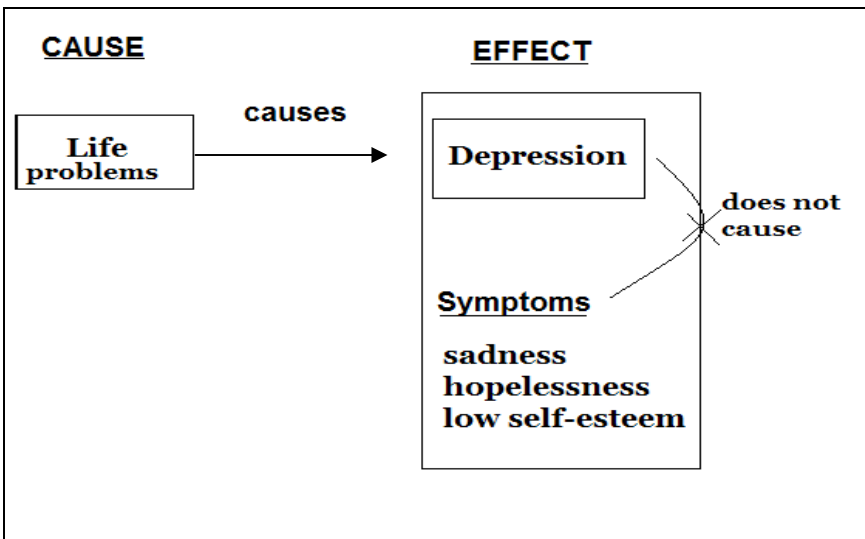 CAUSE
EFFECT
causes
Life
problems
Depression
does not
cause
Symptoms
sadness
hopelessness
low self-esteem